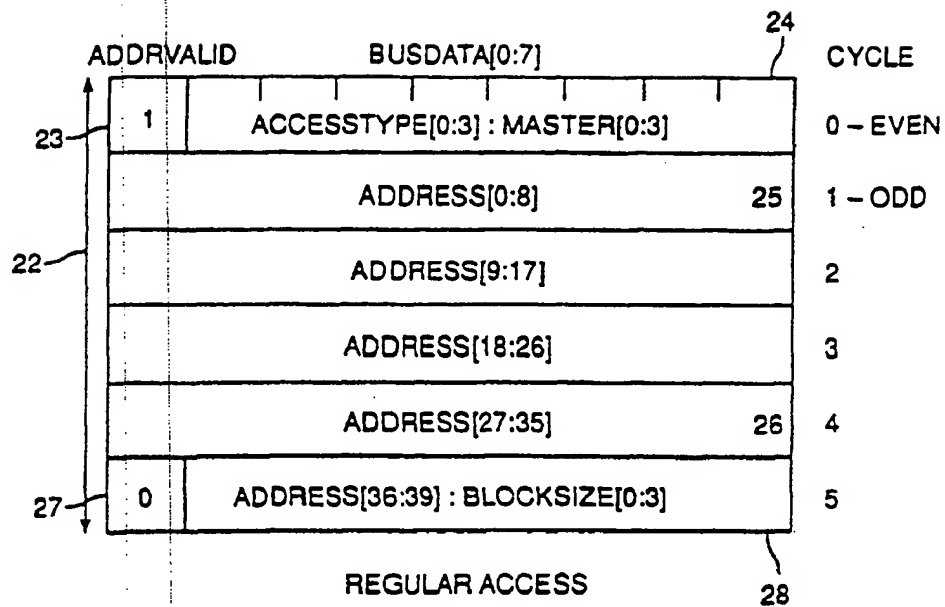 24
ADDRVALID BUSDATA[0:7] CYCLE
23 1 ACCESSTYPE[0:3] : MASTER[0:3] 0 – EVEN
ADDRESS[0:8] 25 1 – ODD
22 ADDRESS[9:17] 2
ADDRESS[18:26] 3
ADDRESS[27:35] 26 4
27 0 ADDRESS[36:39] : BLOCKSIZE[0:3] 5
REGULAR ACCESS 28